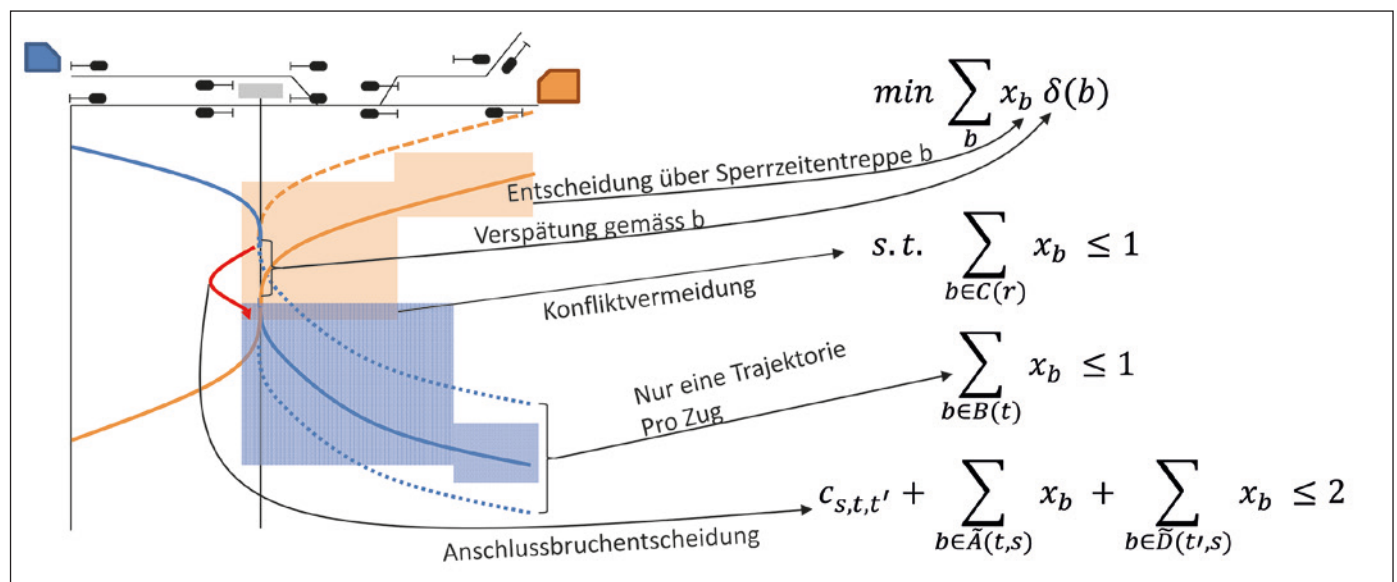 min ∑_b x_b δ(b)
Entscheidung über Sperrzeitentreppe b
Verspätung gemäss b
s.t. ∑_{b∈C(r)} x_b ≤ 1
Konfliktvermeidung
Nur eine Trajektorie
Pro Zug
∑_{b∈B(t)} x_b ≤ 1
c_{s,t,t′} + ∑_{b∈Ã(t,s)} x_b + ∑_{b∈D̃(t′,s)} x_b ≤ 2
Anschlussbruchentscheidung